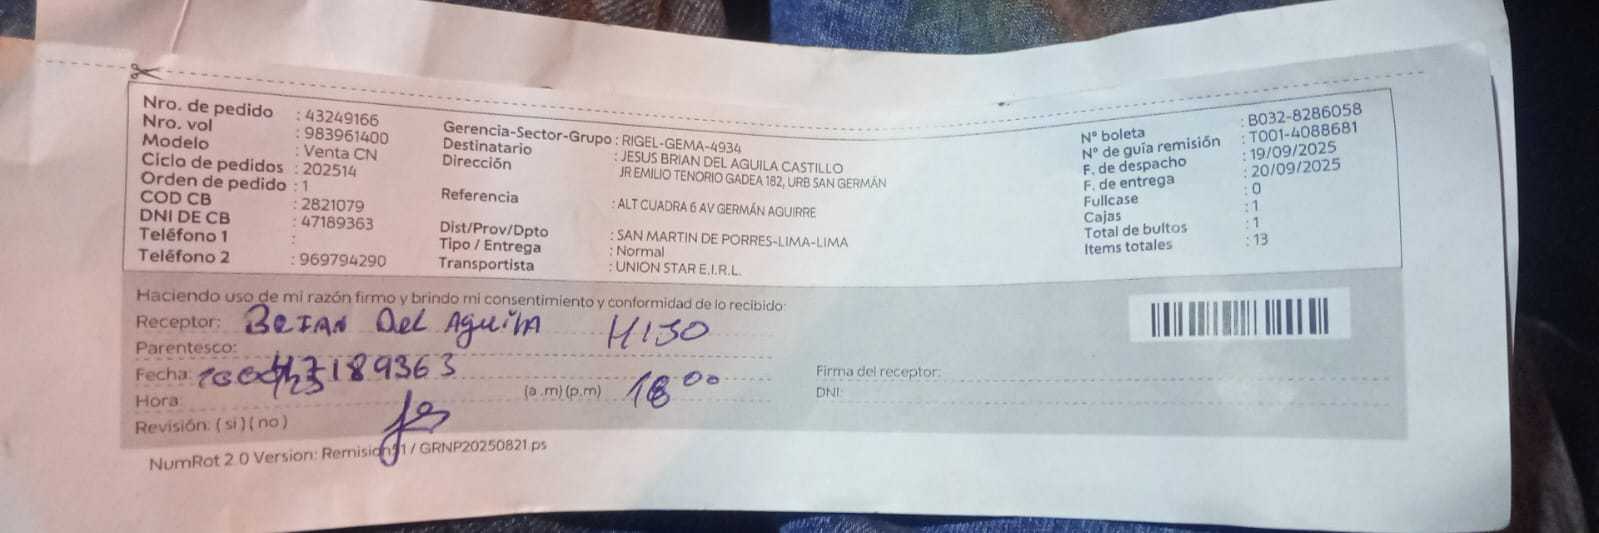 Nro. de pedido : 43249166
Nro. vol : 983961400
Modelo : Venta CN
Ciclo de pedidos : 202514
Orden de pedido : 1
COD CB : 2821079
DNI DE CB : 47189363
Teléfono 1 :
Teléfono 2 : 969794290
Gerencia-Sector-Grupo : RIGEL-GEMA-4934
Destinatario : JESUS BRIAN DEL AGUILA CASTILLO
Dirección JR EMILIO TENORIO GADEA 182, URB SAN GERMÁN
Referencia : ALT CUADRA 6 AV GERMÁN AGUIRRE
Dist/Prov/Dpto : SAN MARTIN DE PORRES-LIMA-LIMA
Tipo / Entrega : Normal
Transportista : UNION STAR E.I.R.L.
N° boleta : B032-8286058
N° de guía remisión : T001-4088681
F. de despacho : 19/09/2025
F. de entrega : 20/09/2025
Fullcase : 0
Cajas : 1
Total de bultos : 1
Items totales : 13
Haciendo uso de mi razón firmo y brindo mi consentimiento y conformidad de lo recibido:
Receptor: BRIAN Del Aguila HIJO
Parentesco:
Fecha: 189363
Hora: (a .m) (p.m) 00
Revisión: ( si ) ( no )
Firma del receptor:
DNI:
NumRot 2 0 Version: Remision51 / GRNP20250821.ps